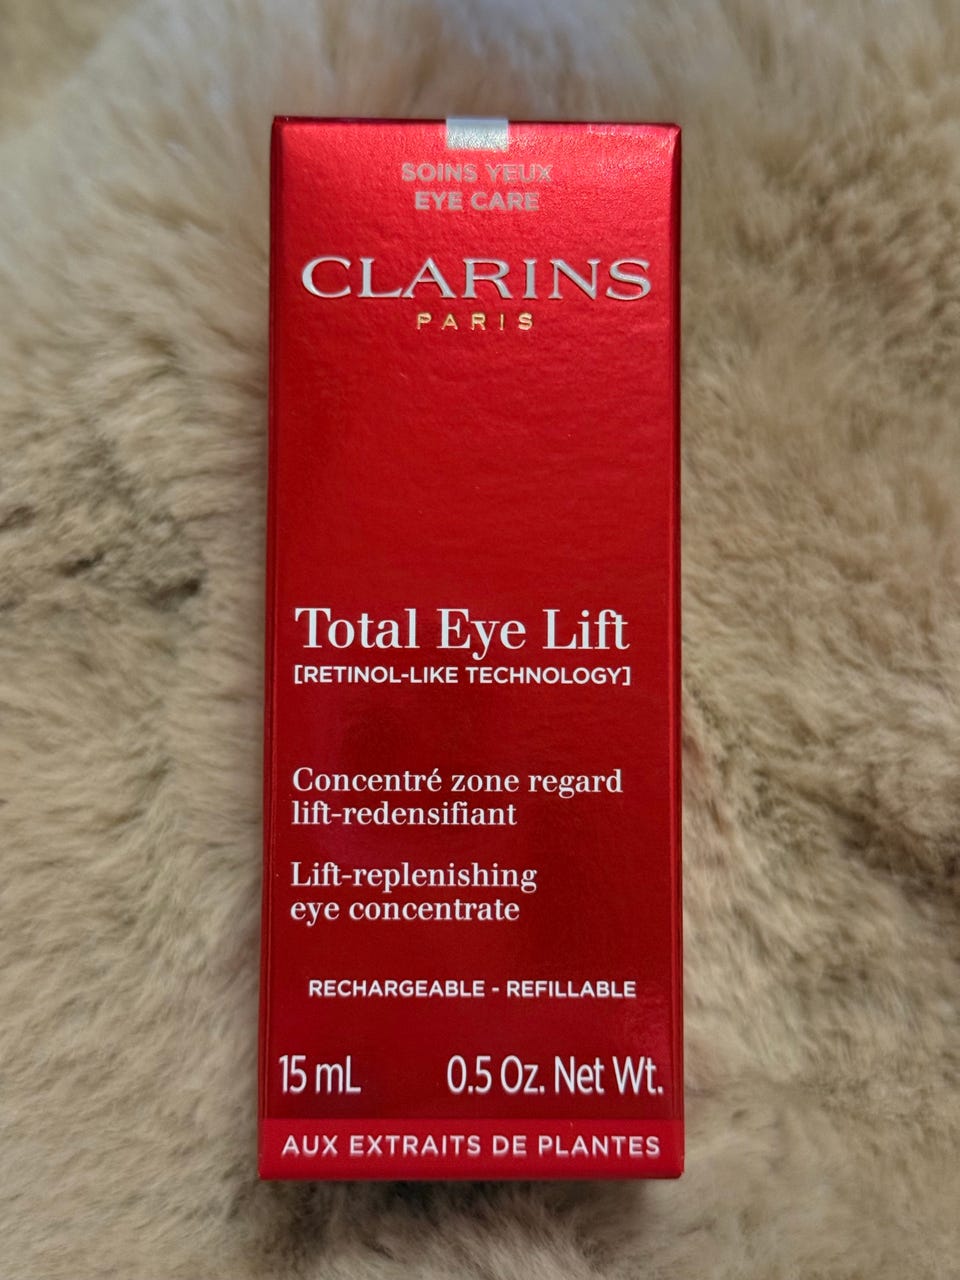 SOINS YEUX
EYE CARE
CLARINS
PARIS
Total Eye Lift
[RETINOL-LIKE TECHNOLOGY]
Concentré zone regard
lift-redensifiant
Lift-replenishing
eye concentrate
RECHARGEABLE - REFILLABLE
15 mL 0.5 Oz. Net Wt.
AUX EXTRAITS DE PLANTES